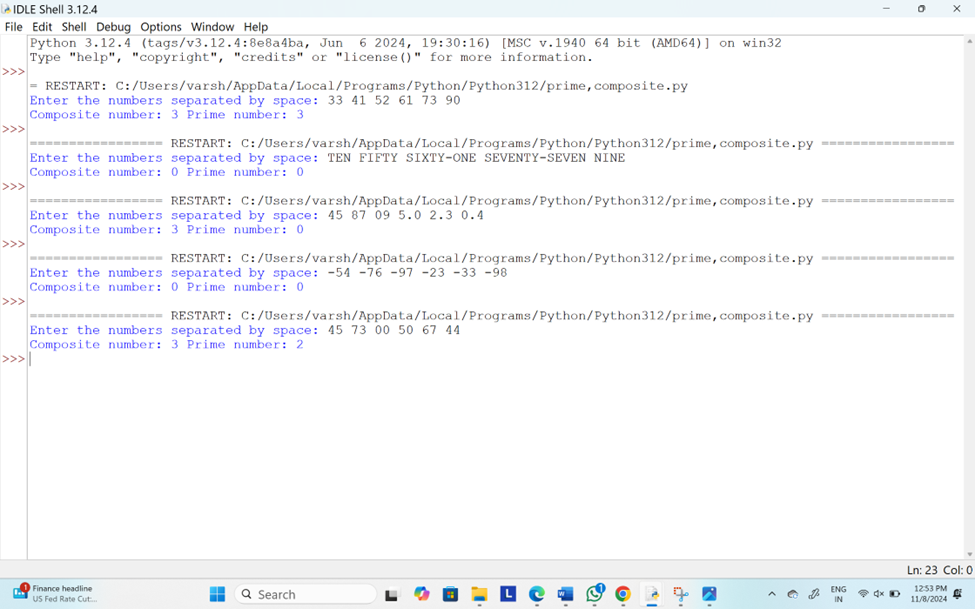 IDLE Shell 3.12.4
File Edit Shell Debug Options Window Help
Python 3.12.4 (tags/v3.12.4:8e8a4ba, Jun  6 2024, 19:30:16) [MSC v.1940 64 bit (AMD64)] on win32
Type "help", "copyright", "credits" or "license()" for more information.
>>>
= RESTART: C:/Users/varsh/AppData/Local/Programs/Python/Python312/prime,composite.py
Enter the numbers separated by space: 33 41 52 61 73 90
Composite number: 3 Prime number: 3
>>>
================= RESTART: C:/Users/varsh/AppData/Local/Programs/Python/Python312/prime,composite.py =================
Enter the numbers separated by space: TEN FIFTY SIXTY-ONE SEVENTY-SEVEN NINE
Composite number: 0 Prime number: 0
>>>
================= RESTART: C:/Users/varsh/AppData/Local/Programs/Python/Python312/prime,composite.py =================
Enter the numbers separated by space: 45 87 09 5.0 2.3 0.4
Composite number: 3 Prime number: 0
>>>
================= RESTART: C:/Users/varsh/AppData/Local/Programs/Python/Python312/prime,composite.py =================
Enter the numbers separated by space: -54 -76 -97 -23 -33 -98
Composite number: 0 Prime number: 0
>>>
================= RESTART: C:/Users/varsh/AppData/Local/Programs/Python/Python312/prime,composite.py =================
Enter the numbers separated by space: 45 73 00 50 67 44
Composite number: 3 Prime number: 2
>>>
Ln: 23 Col: 0
1
Finance headline
US Fed Rate Cut:...
Search
L
W
1
ENG
IN
12:53 PM
11/8/2024